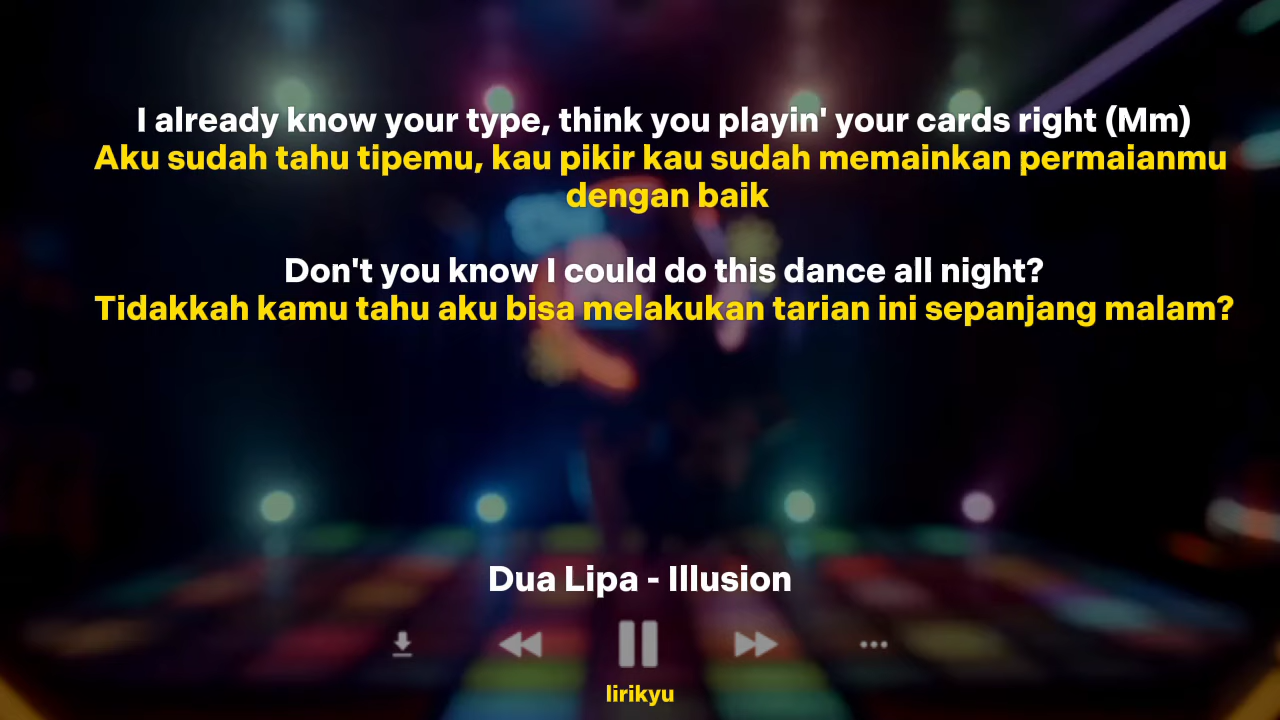 I already know your type, think you playin' your cards right (Mm)
Aku sudah tahu tipemu, kau pikir kau sudah memainkan permaianmu
dengan baik
Don't you know I could do this dance all night?
Tidakkah kamu tahu aku bisa melakukan tarian ini sepanjang malam?
Dua Lipa - Illusion
lirikyu